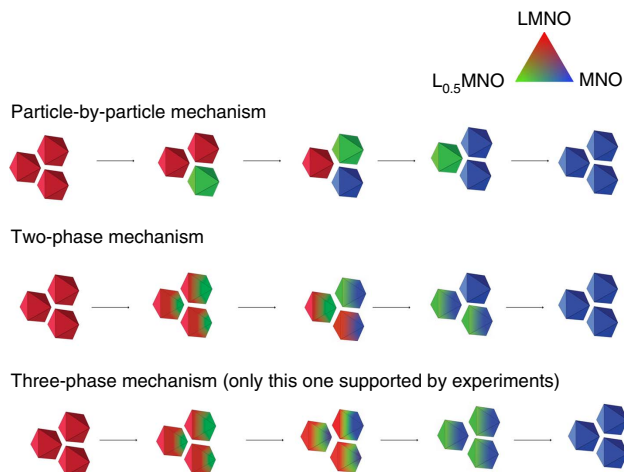 LMNO
L₀.₅MNO MNO
Particle-by-particle mechanism
Two-phase mechanism
Three-phase mechanism (only this one supported by experiments)